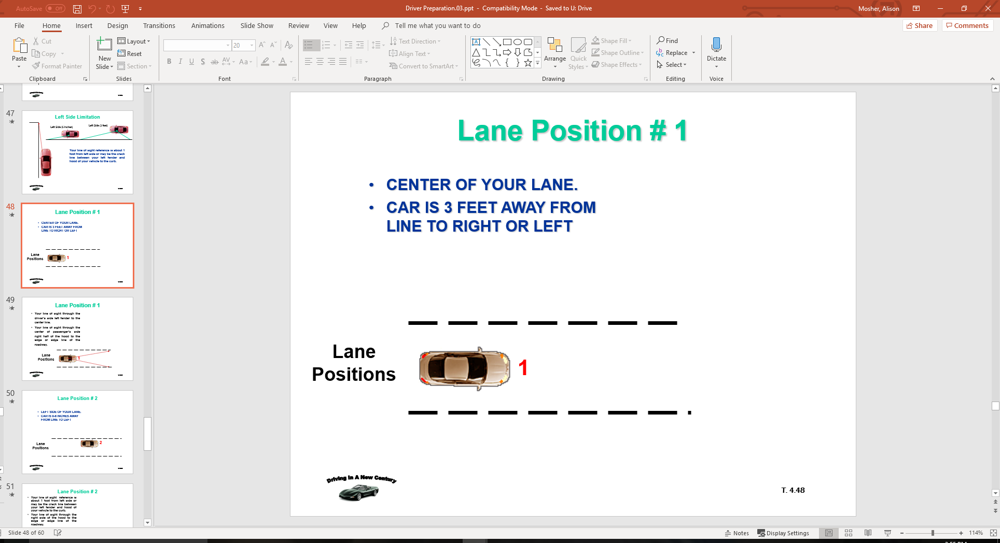 AutoSave Off
Driver Preparation.03.ppt - Compatibility Mode - Saved to U: Drive
Mosher, Alison
File Home Insert Design Transitions Animations Slide Show Review View Help Tell me what you want to do
Share Comments
Paste
Cut
Copy
Format Painter
Clipboard
New Slide
Layout
Reset
Section
Slides
20
B I U S ab AV Aa A
Font
Text Direction
Align Text
Convert to SmartArt
Paragraph
Arrange
Quick Styles
Shape Fill
Shape Outline
Shape Effects
Drawing
Find
Replace
Select
Editing
Dictate
Voice
47
Left Side Limitation
Left Side (6 inches)
Left Side (3 feet)
Your line of sight reference is about 1
foot from left side or may be the crack
line between your left fender and
hood of your vehicle to the curb.
48
Lane Position # 1
• CENTER OF YOUR LANE.
• CAR IS 3 FEET AWAY FROM
LINE TO RIGHT OR LEFT
Lane
Positions
1
49
Lane Position # 1
• Your line of sight through the
driver's side left fender to the
center line.
• Your line of sight through the
center of passenger's side
right half of the hood to the
edge or edge line of the
roadway.
Lane
Positions
1
50
Lane Position # 2
• LEFT SIDE OF YOUR LANE.
• CAR IS 0-6 INCHES AWAY
FROM LINE TO LEFT
Lane
Positions
2
51
Lane Position # 2
• Your line of sight reference is
about 1 foot from left side or
may be the crack line between
your left fender and hood of
your vehicle to the curb.
• Your line of sight through the
right side of the hood to the
edge or edge line of the
roadway.
Lane Position # 1
• CENTER OF YOUR LANE.
• CAR IS 3 FEET AWAY FROM
LINE TO RIGHT OR LEFT
Lane
Positions
1
Driving In A New Century
T. 4.48
Slide 48 of 60
Notes
Display Settings
114%